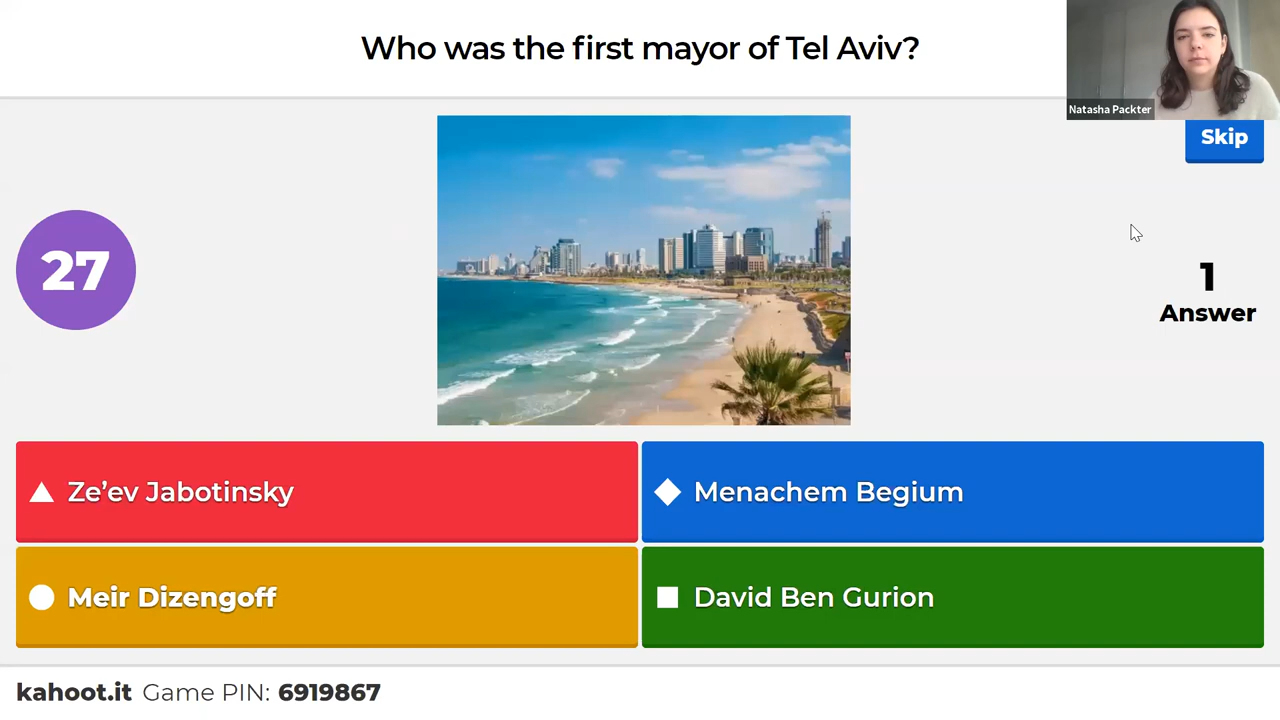 Who was the first mayor of Tel Aviv?
Natasha Packter
Skip
27
1
Answer
Ze’ev Jabotinsky
Menachem Begium
Meir Dizengoff
David Ben Gurion
kahoot.it Game PIN: 6919867